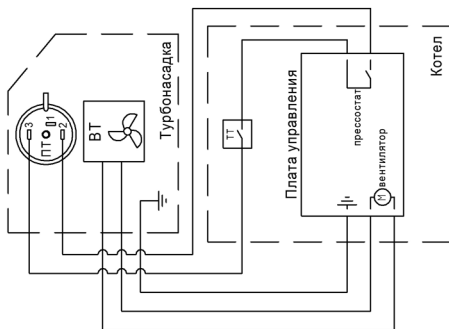 Турбонасадка
Котел
Плата управления
3
1
2
ПТ
ВТ
ТТ
прессостат
М
вентилятор